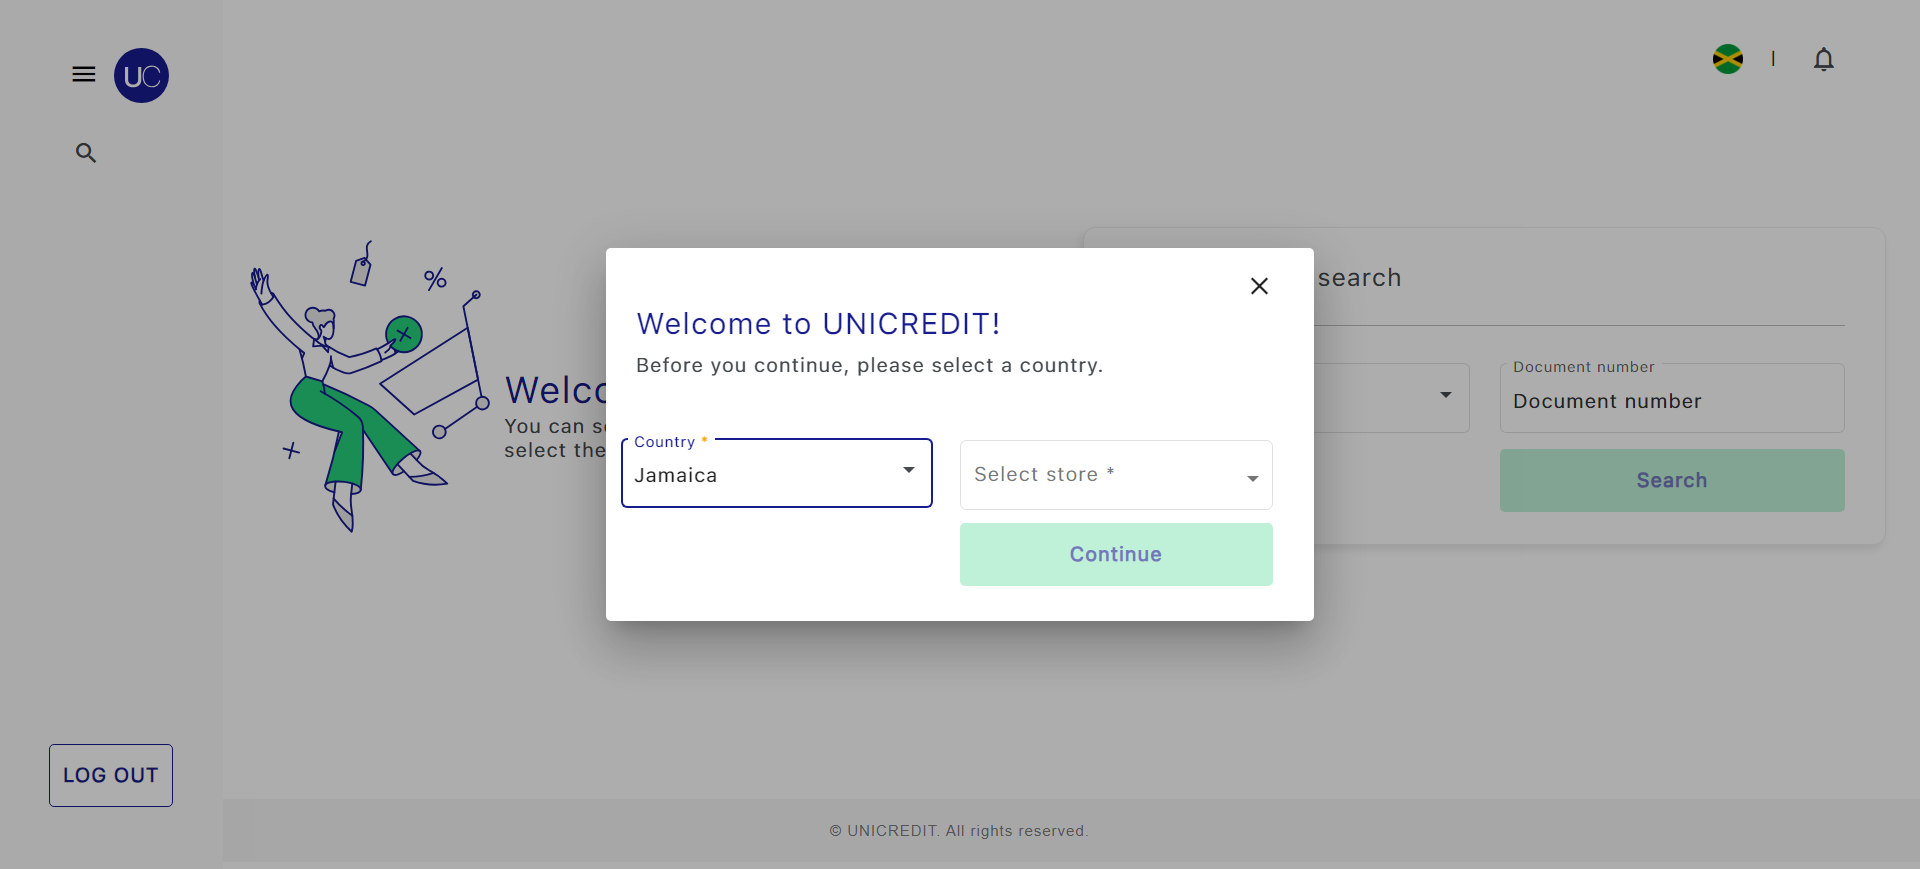 UC
search
Document number
Document number
Search
Welcome to UNICREDIT!
Before you continue, please select a country.
Country *
Jamaica
Select store *
Continue
%
You can
select the
LOG OUT
© UNICREDIT. All rights reserved.